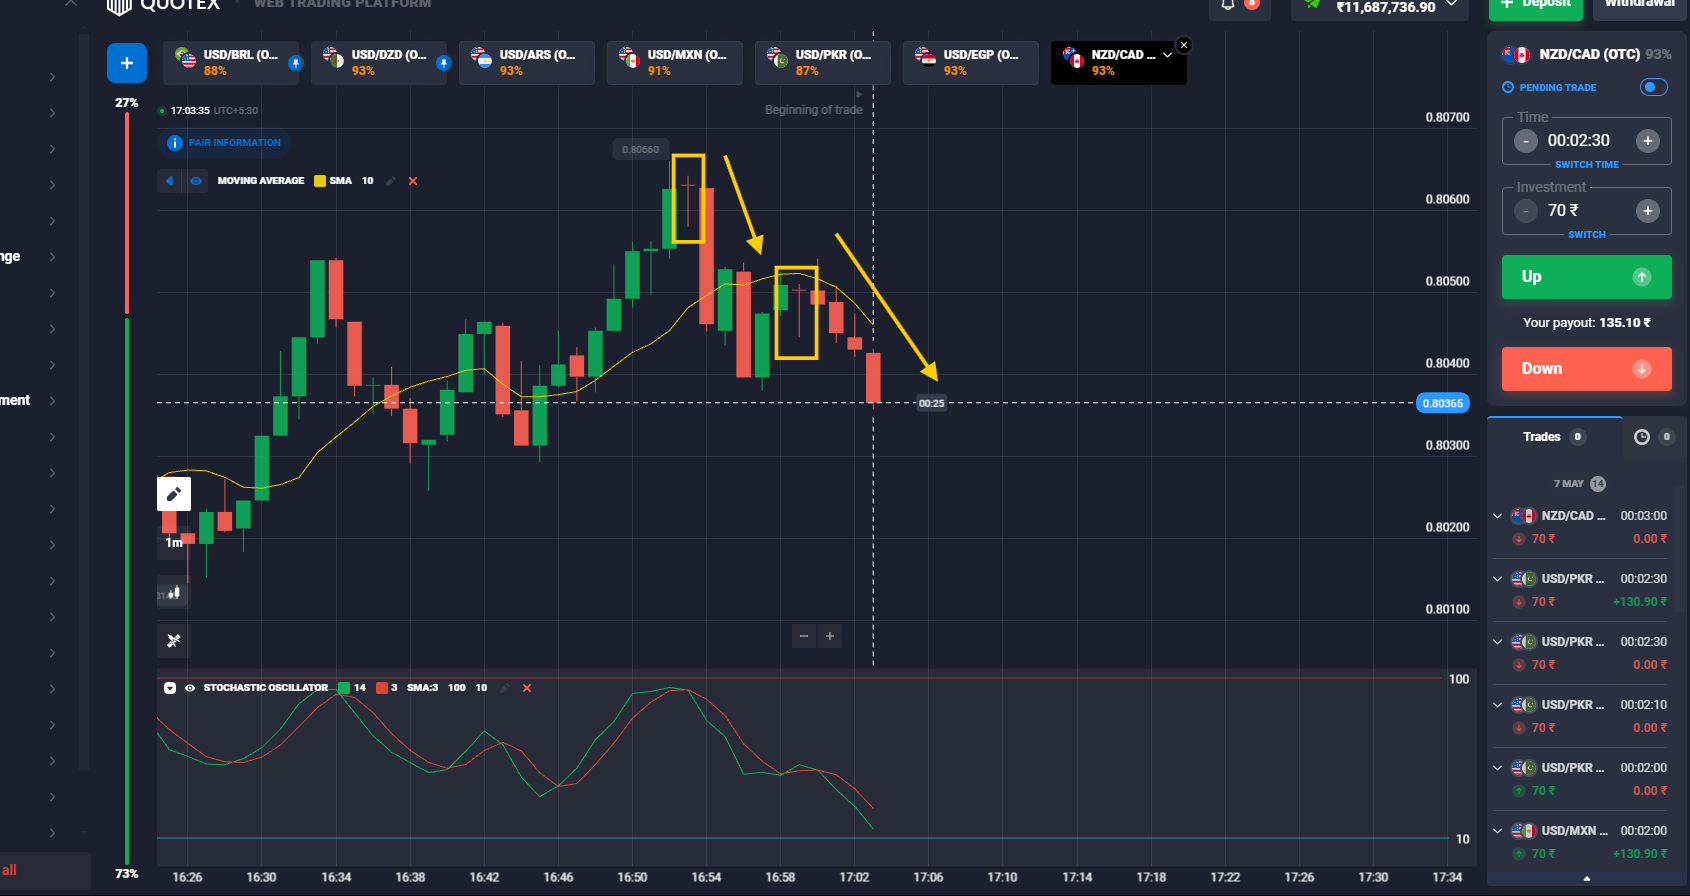 QUOTEX
WEB TRADING PLATFORM
8
₹11,687,736.90
+ Deposit
Withdrawal
+
USD/BRL (O...
88%
USD/DZD (O...
93%
USD/ARS (O...
93%
USD/MXN (O...
91%
USD/PKR (O...
87%
USD/EGP (O...
93%
NZD/CAD ...
93%
NZD/CAD (OTC) 93%
PENDING TRADE
Time
- 00:02:30 +
SWITCH TIME
Investment
- 70 ₹ +
SWITCH
Up
Your payout: 135.10 ₹
Down
27%
73%
17:03:35 UTC+5:30
PAIR INFORMATION
MOVING AVERAGE SMA 10
Beginning of trade
0.80660
0.80700
0.80600
0.80500
0.80400
0.80365
0.80300
0.80200
0.80100
00:25
nge
ment
all
1m
STOCHASTIC OSCILLATOR 14 3 SMA:3 100 10
100
10
16:26 16:30 16:34 16:38 16:42 16:46 16:50 16:54 16:58 17:02 17:06 17:10 17:14 17:18 17:22 17:26 17:30 17:34
Trades 0
0
7 MAY 14
NZD/CAD ... 00:03:00
70 ₹ 0.00 ₹
USD/PKR ... 00:02:30
70 ₹ +130.90 ₹
USD/PKR ... 00:02:30
70 ₹ 0.00 ₹
USD/PKR ... 00:02:10
70 ₹ 0.00 ₹
USD/PKR ... 00:02:00
70 ₹ 0.00 ₹
USD/MXN ... 00:02:00
70 ₹ +130.90 ₹